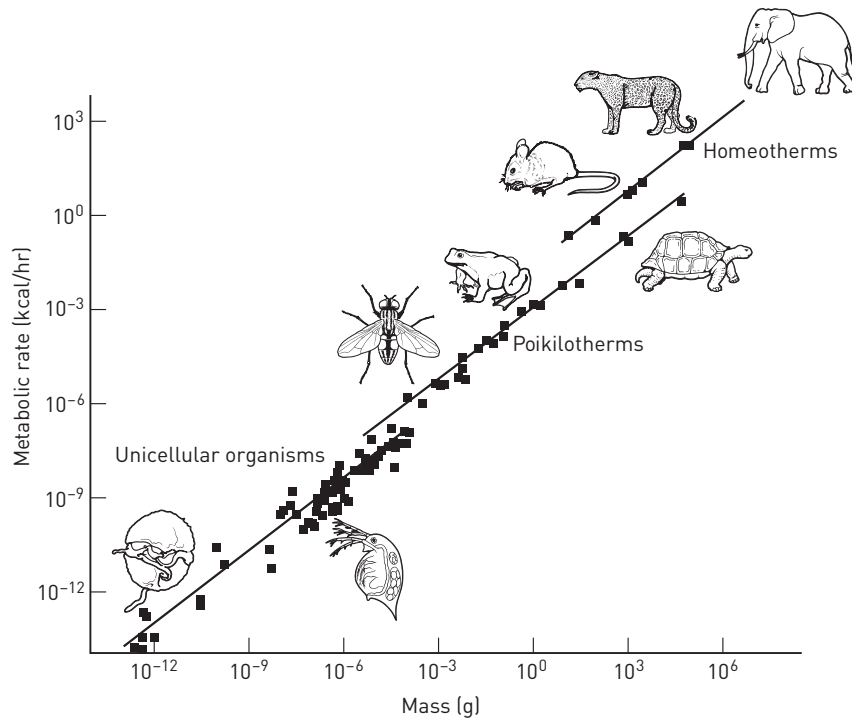 10³
10⁰
10⁻³
10⁻⁶
10⁻⁹
10⁻¹²
Metabolic rate (kcal/hr)
Homeotherms
Poikilotherms
Unicellular organisms
10⁻¹² 10⁻⁹ 10⁻⁶ 10⁻³ 10⁰ 10³ 10⁶
Mass (g)